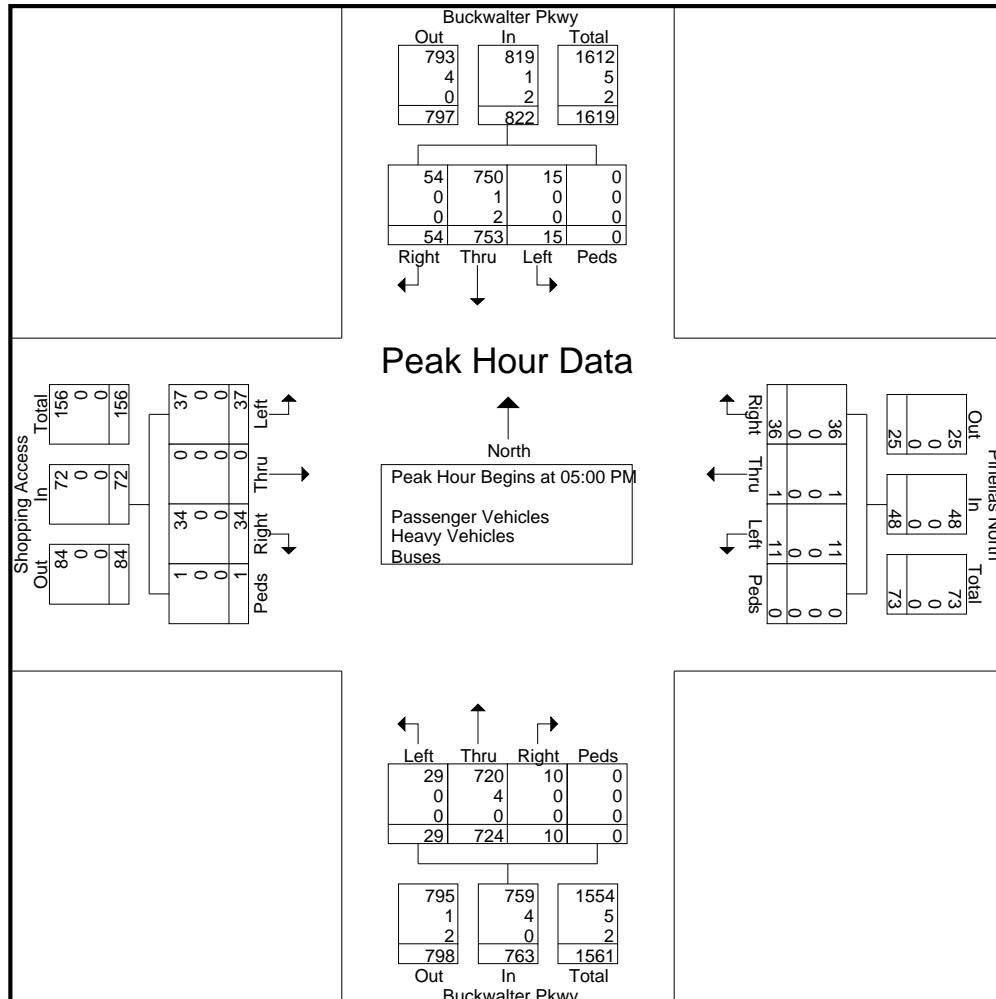 Buckwalter Pkwy
Out In Total
793 819 1612
4 1 5
0 2 2
797 822 1619
54 750 15 0
0 1 0 0
0 2 0 0
54 753 15 0
Right Thru Left Peds
Peak Hour Data
North
Peak Hour Begins at 05:00 PM
Passenger Vehicles
Heavy Vehicles
Buses
Shopping Access
Total In Out
156 72 84
0 0 0
0 0 0
156 72 84
37 0 34 1
0 0 0 0
0 0 0 0
37 0 34 1
Left Thru Right Peds
Right Thru Left Peds
36 1 11 0
0 0 0 0
0 0 0 0
36 1 11 0
Out In Total
25 48 73
0 0 0
0 0 0
25 48 73
Pinellas North
Left Thru Right Peds
29 720 10 0
0 4 0 0
0 0 0 0
29 724 10 0
795 759 1554
1 4 5
2 0 2
798 763 1561
Out In Total
Buckwalter Pkwy